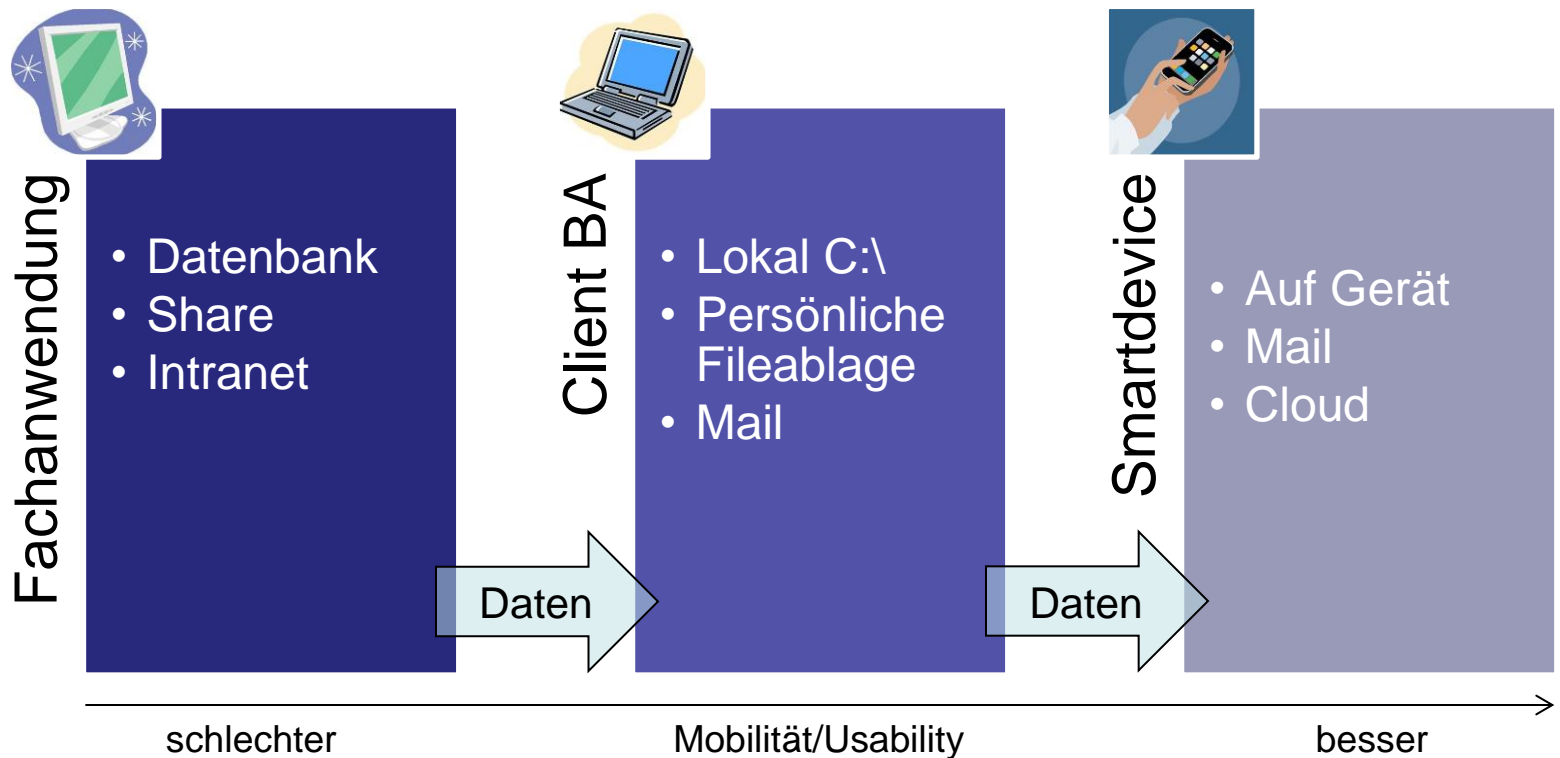 Fachanwendung
• Datenbank
• Share
• Intranet
Daten
Client BA
• Lokal C:\
• Persönliche
Fileablage
• Mail
Daten
Smartdevice
• Auf Gerät
• Mail
• Cloud
schlechter
Mobilität/Usability
besser